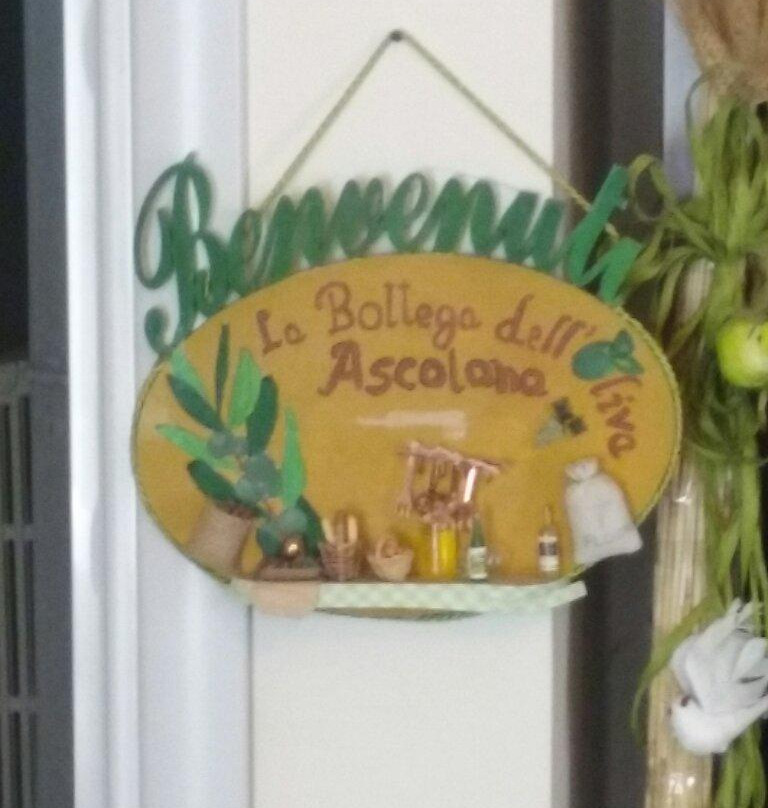 Benvenuti
La Bottega dell'Oliva
Ascolana